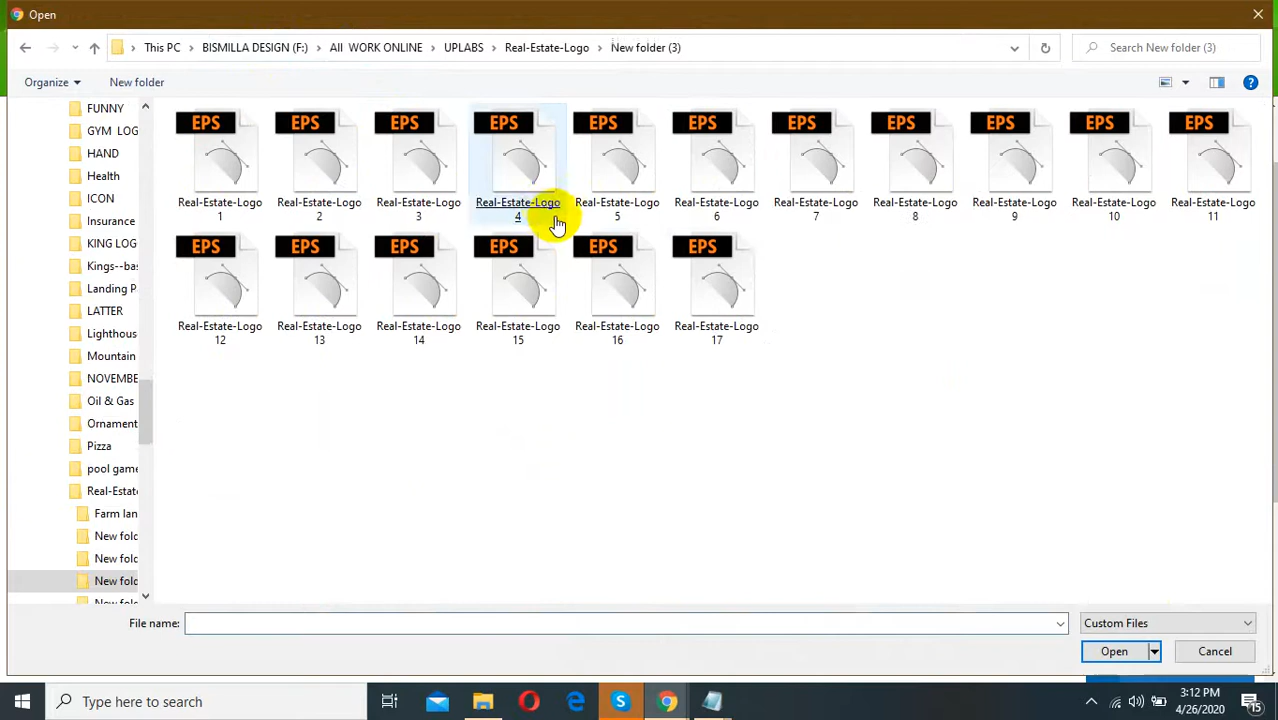 Open
This PC > BISMILLA DESIGN (F:) > All WORK ONLINE > UPLABS > Real-Estate-Logo > New folder (3)
Search New folder (3)
Organize
New folder
FUNNY
GYM LOG
HAND
Health
ICON
Insurance
KING LOG
Kings--ba
Landing P
LATTER
Lighthous
Mountain
NOVEMBE
Oil & Gas
Ornament
Pizza
pool game
Real-Estat
Farm lan
New fold
New fold
New fold
EPS EPS EPS EPS EPS EPS EPS EPS EPS EPS EPS
Real-Estate-Logo Real-Estate-Logo Real-Estate-Logo Real-Estate-Logo Real-Estate-Logo Real-Estate-Logo Real-Estate-Logo Real-Estate-Logo Real-Estate-Logo Real-Estate-Logo Real-Estate-Logo
1 2 3 4 5 6 7 8 9 10 11
EPS EPS EPS EPS EPS EPS
Real-Estate-Logo Real-Estate-Logo Real-Estate-Logo Real-Estate-Logo Real-Estate-Logo Real-Estate-Logo
12 13 14 15 16 17
File name:
Custom Files
Open
Cancel
Type here to search
3:12 PM
4/26/2020
15